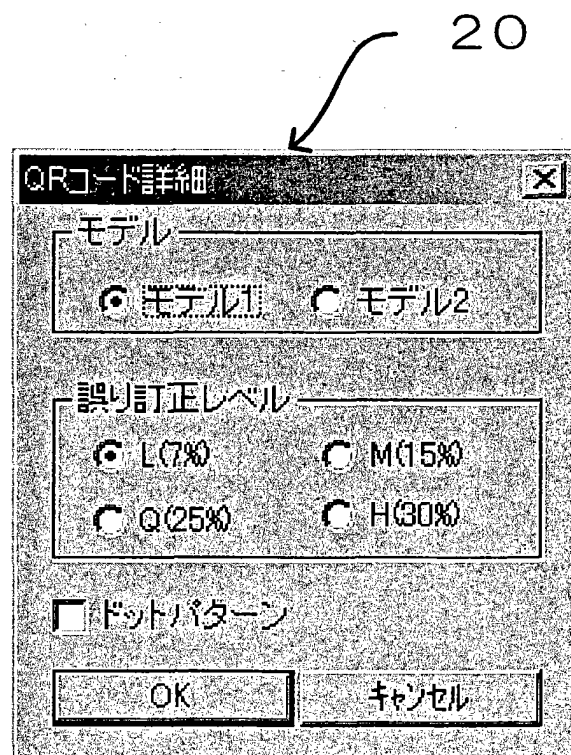 20
QRコード詳細
モデル
モデル1 モデル2
誤り訂正レベル
L(7%) M(15%)
Q(25%) H(30%)
ドットパターン
OK キャンセル